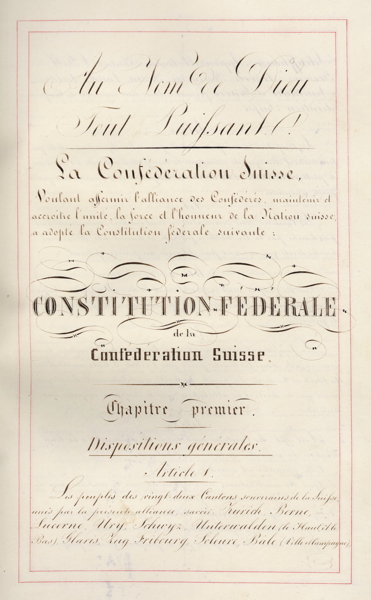 Au Nom de Dieu
Tout Puissant !
La Confédération Suisse,
Voulant affermir l'alliance des Confédérés, maintenir et
accroître l'unité, la force et l'honneur de la Nation suisse,
a adopté la Constitution fédérale suivante :
CONSTITUTION-FÉDÉRALE
de la
Confédération Suisse.
Chapitre premier.
Dispositions générales.
Article 1.
Les peuples des vingt-deux Cantons souverains de la Suisse,
unis par la présente alliance, savoir, Zurich, Berne,
Lucerne, Ury, Schwyz, Unterwalden (le Haut et le
Bas), Glaris, Zug, Fribourg, Soleure, Bâle (Ville et Campagne)